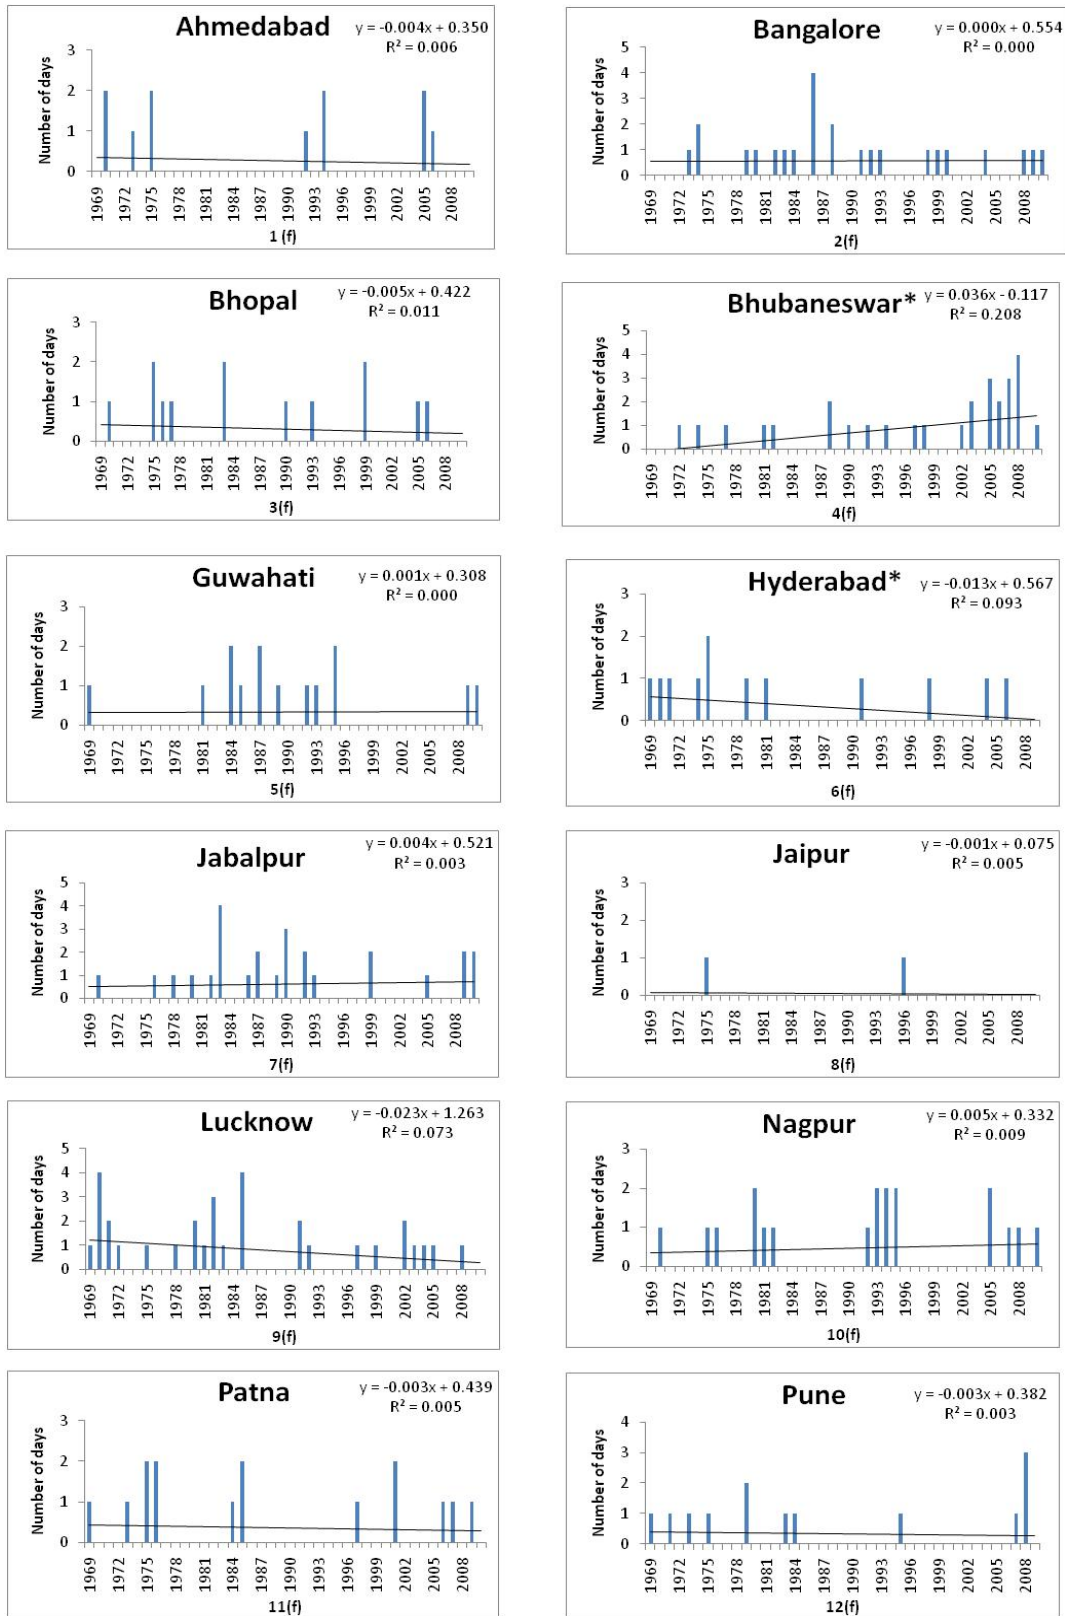 Ahmedabad
y = -0.004x + 0.350
R² = 0.006
Number of days
3
2
1
0
1969 1972 1975 1978 1981 1984 1987 1990 1993 1996 1999 2002 2005 2008
1 (f)
Bangalore
y = 0.000x + 0.554
R² = 0.000
Number of days
5
4
3
2
1
0
1969 1972 1975 1978 1981 1984 1987 1990 1993 1996 1999 2002 2005 2008
2(f)
Bhopal
y = -0.005x + 0.422
R² = 0.011
Number of days
3
2
1
0
1969 1972 1975 1978 1981 1984 1987 1990 1993 1996 1999 2002 2005 2008
3(f)
Bhubaneswar*
y = 0.036x - 0.117
R² = 0.208
Number of days
5
4
3
2
1
0
1969 1972 1975 1978 1981 1984 1987 1990 1993 1996 1999 2002 2005 2008
4(f)
Guwahati
y = 0.001x + 0.308
R² = 0.000
Number of days
3
2
1
0
1969 1972 1975 1978 1981 1984 1987 1990 1993 1996 1999 2002 2005 2008
5(f)
Hyderabad*
y = -0.013x + 0.567
R² = 0.093
Number of days
3
2
1
0
1969 1972 1975 1978 1981 1984 1987 1990 1993 1996 1999 2002 2005 2008
6(f)
Jabalpur
y = 0.004x + 0.521
R² = 0.003
Number of days
5
4
3
2
1
0
1969 1972 1975 1978 1981 1984 1987 1990 1993 1996 1999 2002 2005 2008
7(f)
Jaipur
y = -0.001x + 0.075
R² = 0.005
Number of days
3
2
1
0
1969 1972 1975 1978 1981 1984 1987 1990 1993 1996 1999 2002 2005 2008
8(f)
Lucknow
y = -0.023x + 1.263
R² = 0.073
Number of days
5
4
3
2
1
0
1969 1972 1975 1978 1981 1984 1987 1990 1993 1996 1999 2002 2005 2008
9(f)
Nagpur
y = 0.005x + 0.332
R² = 0.009
Number of days
3
2
1
0
1969 1972 1975 1978 1981 1984 1987 1990 1993 1996 1999 2002 2005 2008
10(f)
Patna
y = -0.003x + 0.439
R² = 0.005
Number of days
3
2
1
0
1969 1972 1975 1978 1981 1984 1987 1990 1993 1996 1999 2002 2005 2008
11(f)
Pune
y = -0.003x + 0.382
R² = 0.003
Number of days
4
3
2
1
0
1969 1972 1975 1978 1981 1984 1987 1990 1993 1996 1999 2002 2005 2008
12(f)